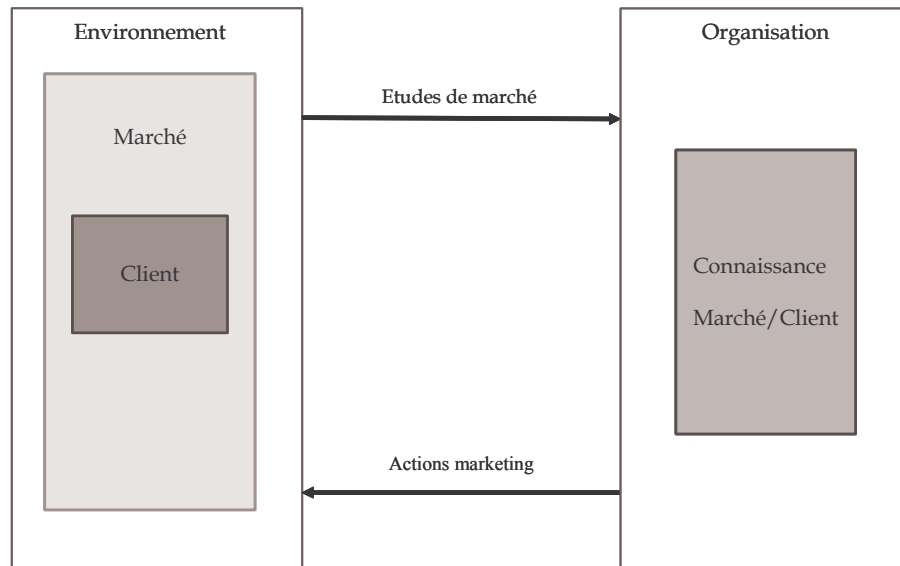 Environnement
Organisation
Etudes de marché
Marché
Client
Connaissance
Marché/Client
Actions marketing